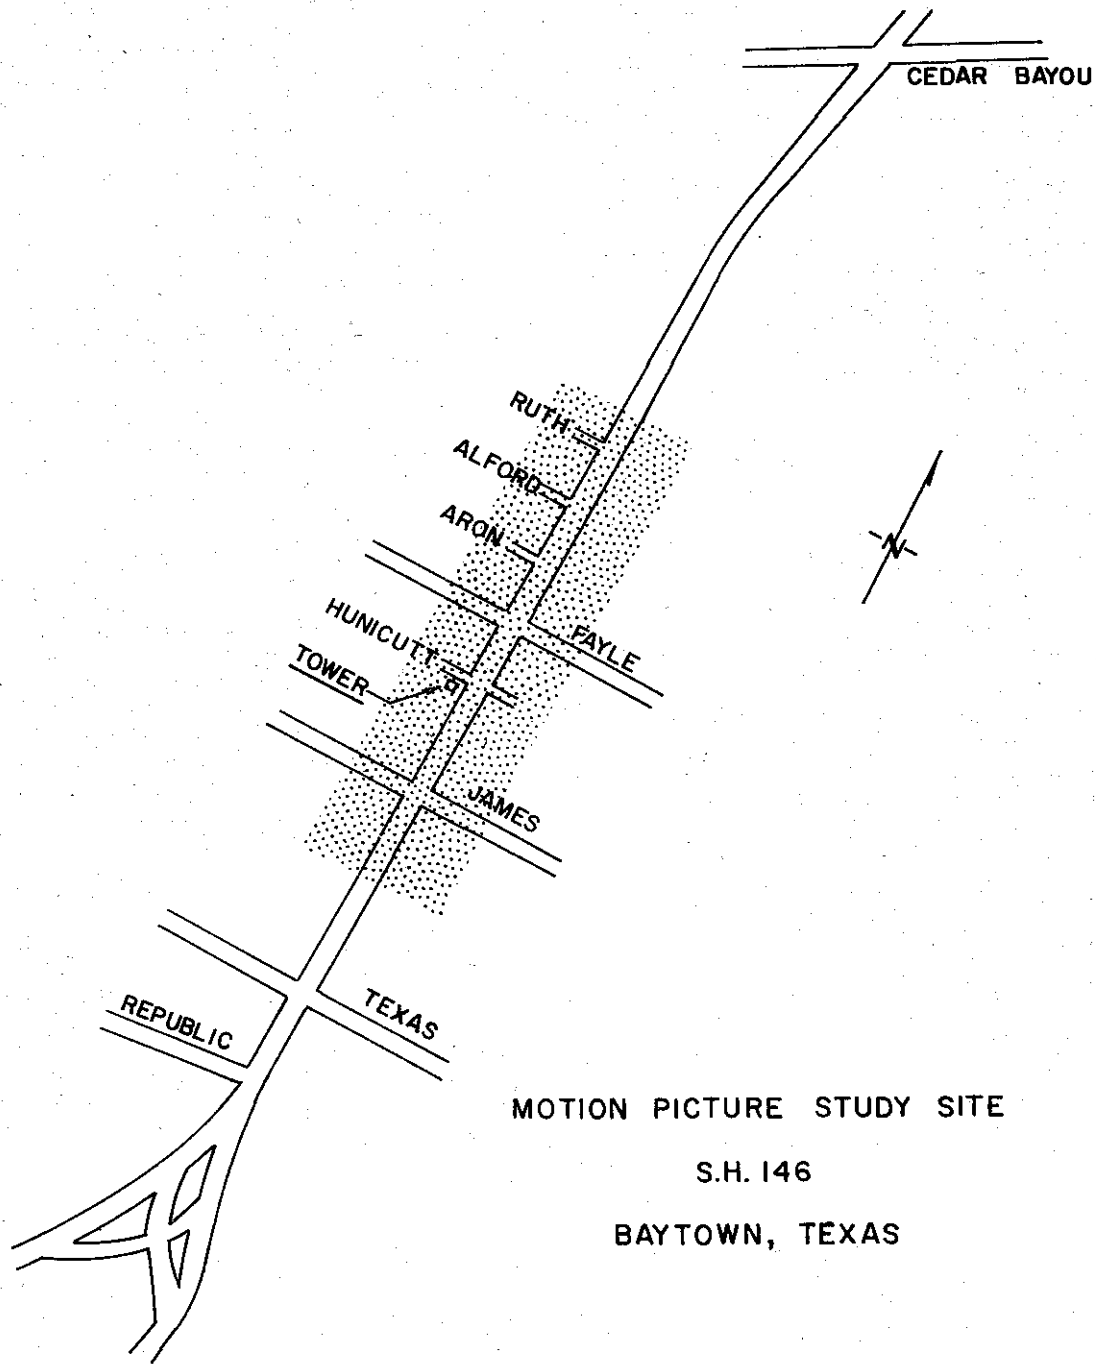 CEDAR BAYOU
RUTH
ALFORD
ARON
N
HUNICUTT
FAYLE
TOWER
JAMES
TEXAS
REPUBLIC
MOTION PICTURE STUDY SITE
S.H. 146
BAYTOWN, TEXAS